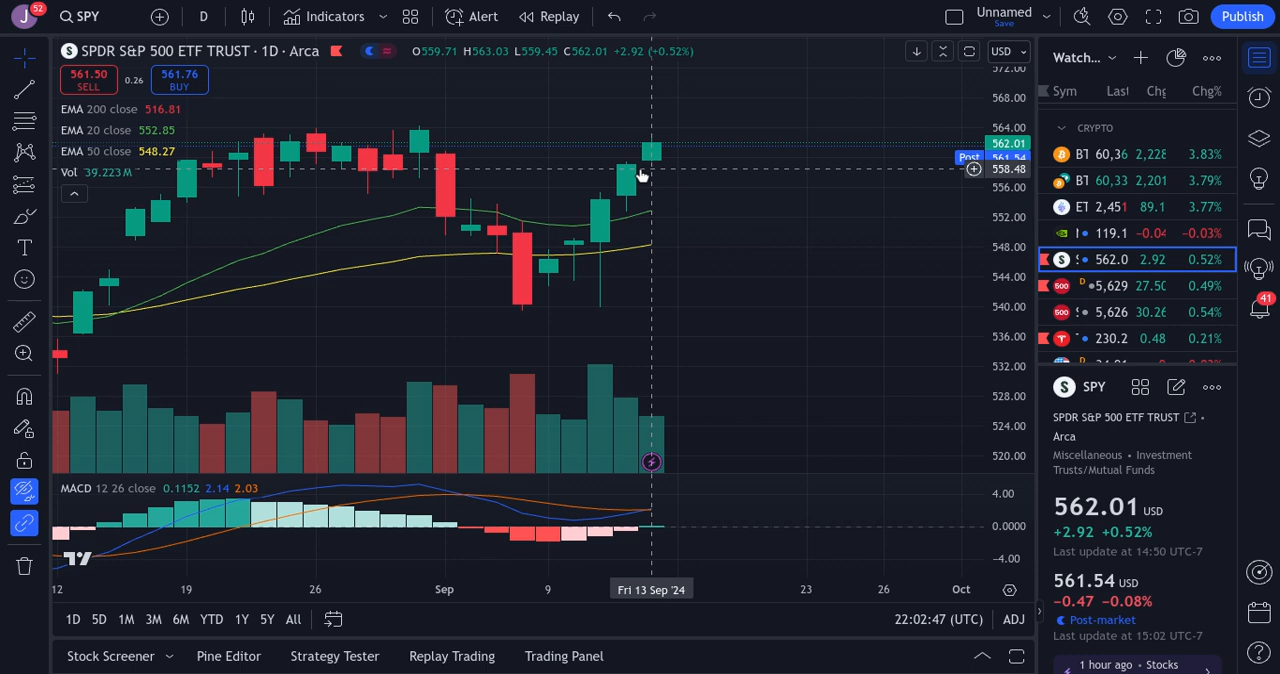 J 52 SPY D Indicators Alert Replay Unnamed Save Publish
SPDR S&P 500 ETF TRUST · 1D · Arca O559.71 H563.03 L559.45 C562.01 +2.92 (+0.52%) USD
561.50 SELL 0.26 561.76 BUY
EMA 200 close 516.81
EMA 20 close 552.85
EMA 50 close 548.27
Vol 39.223M
572.00
568.00
564.00
562.01
Post 561.54
558.48
556.00
552.00
548.00
544.00
540.00
536.00
532.00
528.00
524.00
520.00
MACD 12 26 close 0.1152 2.14 2.03
4.00
0.0000
−4.00
12 19 26 Sep 9 Fri 13 Sep '24 23 26 Oct
1D 5D 1M 3M 6M YTD 1Y 5Y All 22:02:47 (UTC) ADJ
Stock Screener Pine Editor Strategy Tester Replay Trading Trading Panel
Watch...
Sym Last Chg Chg%
CRYPTO
BT 60,36 2,228 3.83%
BT 60,33 2,201 3.79%
ET 2,451 89.1 3.77%
119.1 −0.04 −0.03%
562.0 2.92 0.52%
500 D 5,629 27.50 0.49%
500 5,626 30.26 0.54%
230.2 0.48 0.21%
S SPY
SPDR S&P 500 ETF TRUST •
Arca
Miscellaneous • Investment
Trusts/Mutual Funds
562.01 USD
+2.92 +0.52%
Last update at 14:50 UTC-7
561.54 USD
−0.47 −0.08%
Post-market
Last update at 15:02 UTC-7
1 hour ago • Stocks
41